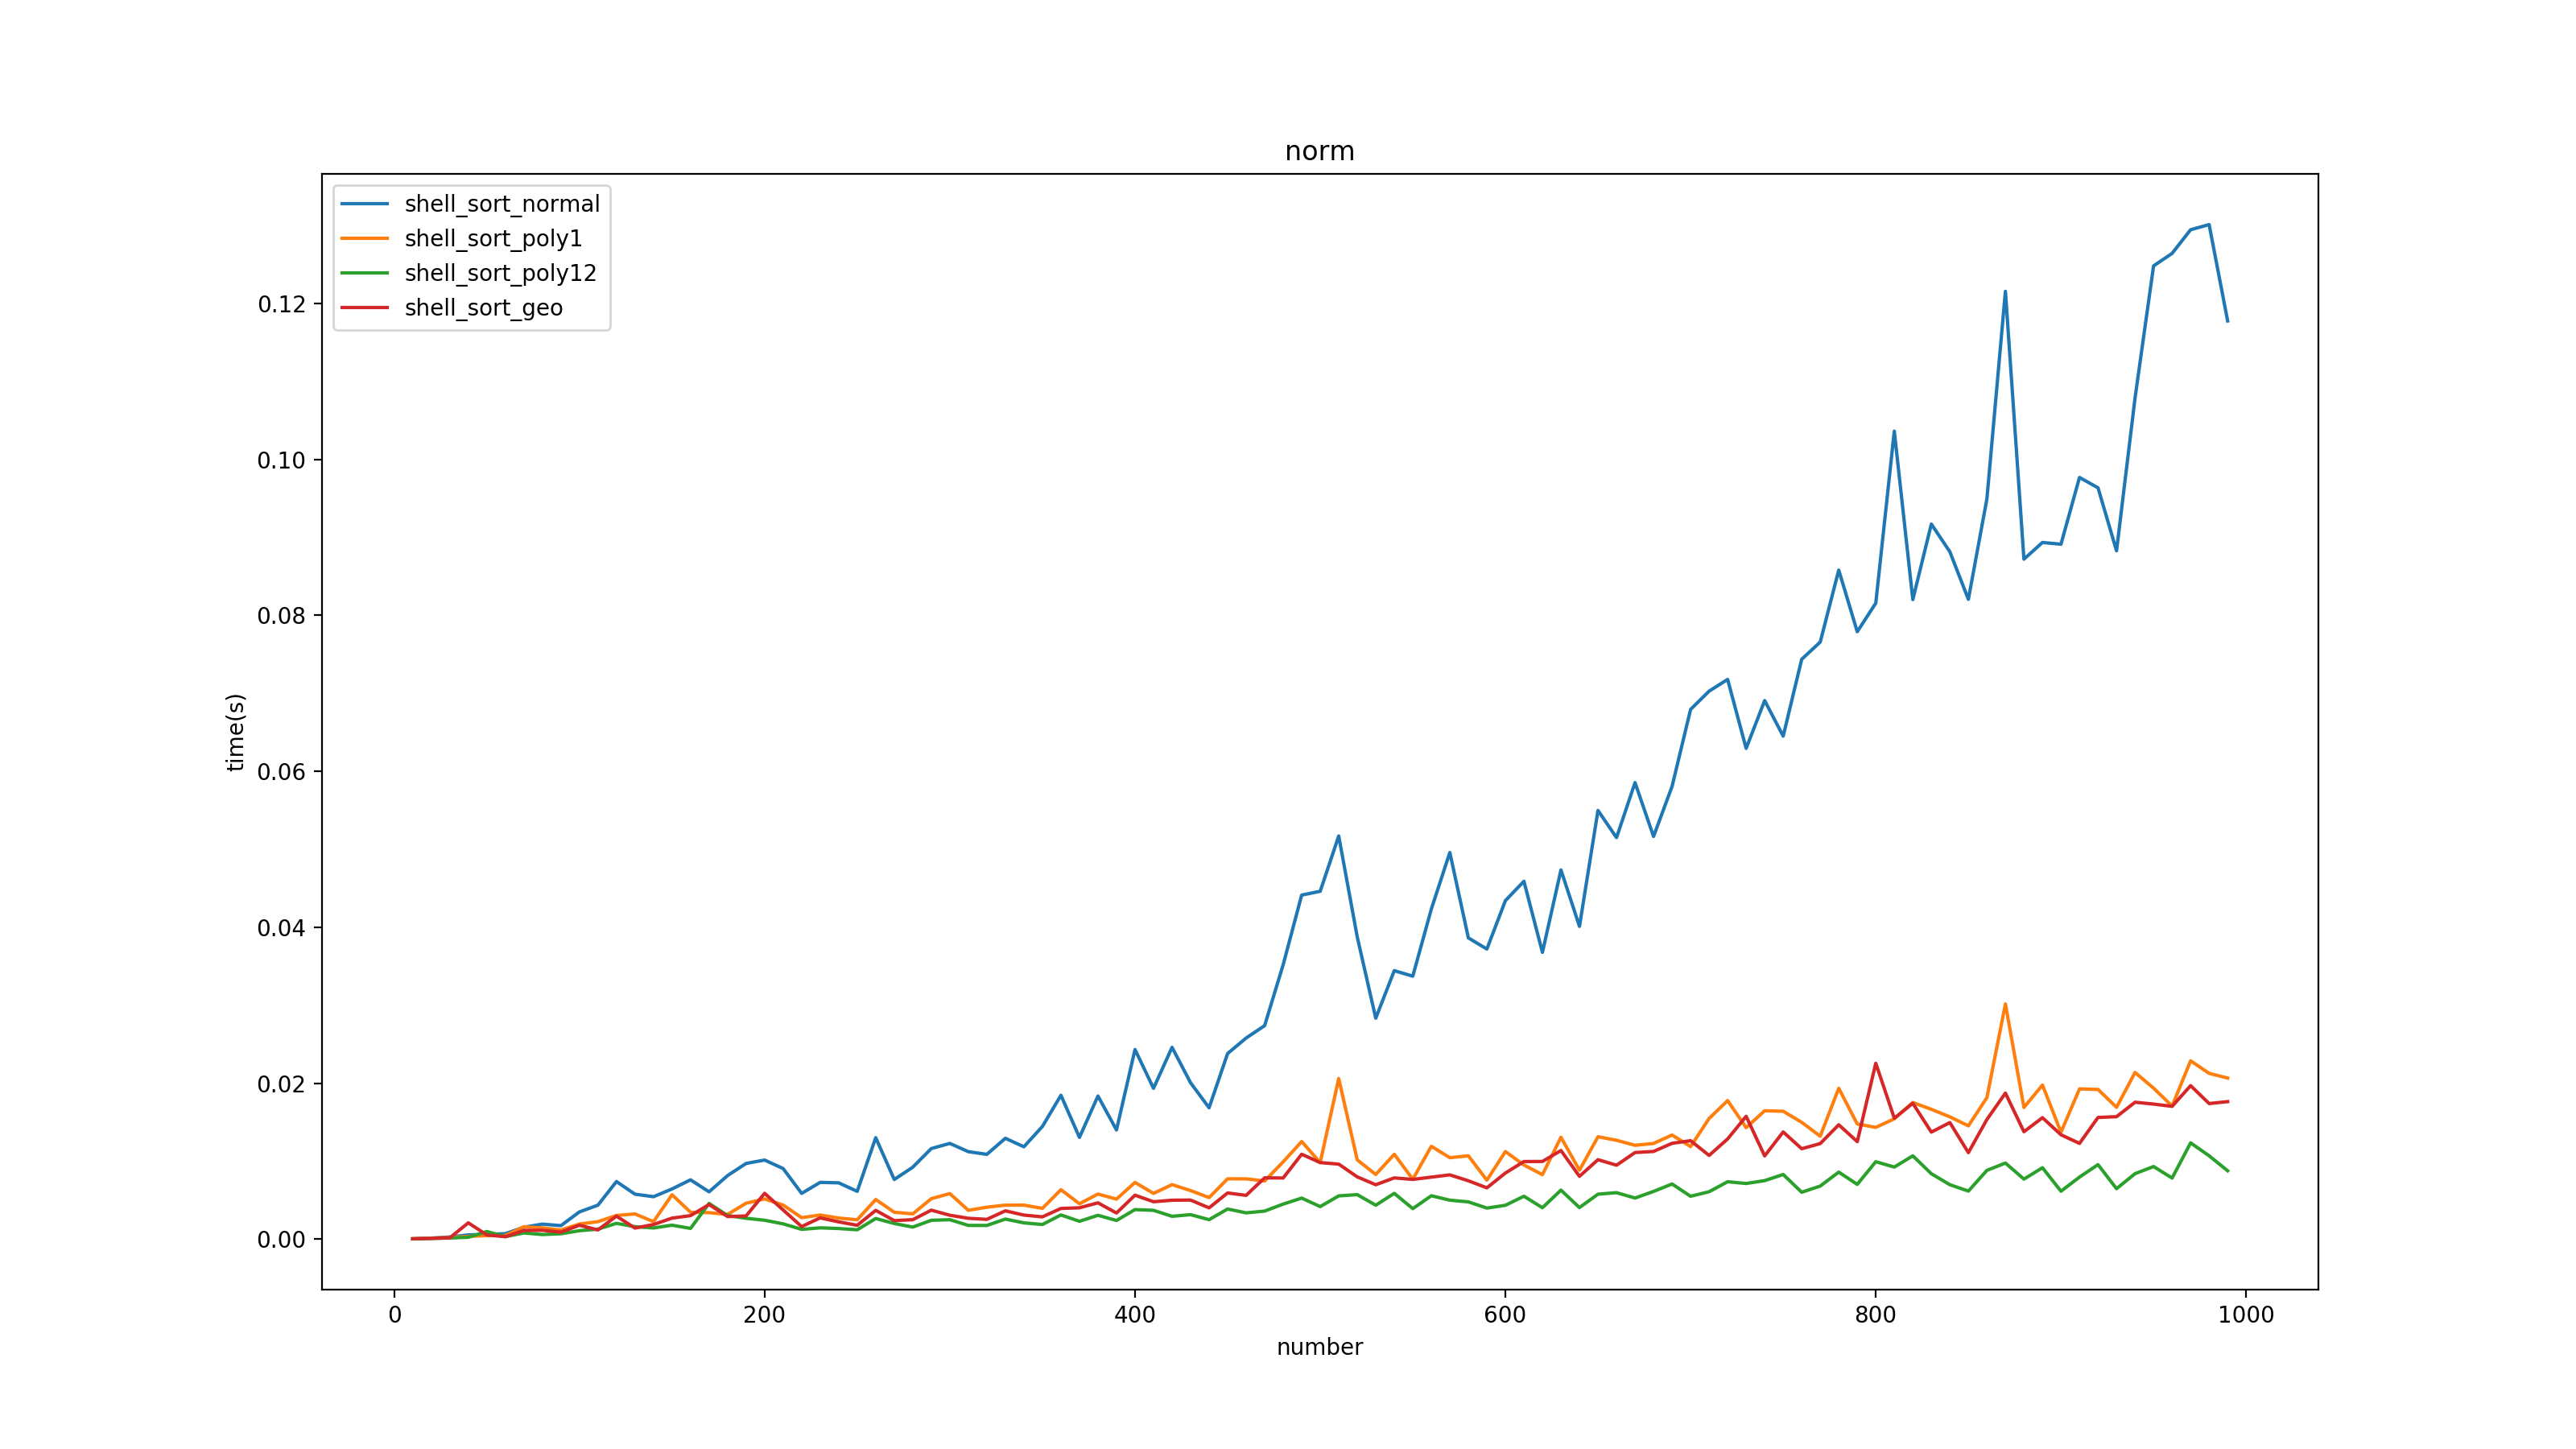 norm
shell_sort_normal
shell_sort_poly1
shell_sort_poly12
shell_sort_geo
0.12
0.10
0.08
0.06
0.04
0.02
0.00
time(s)
0 200 400 600 800 1000
number